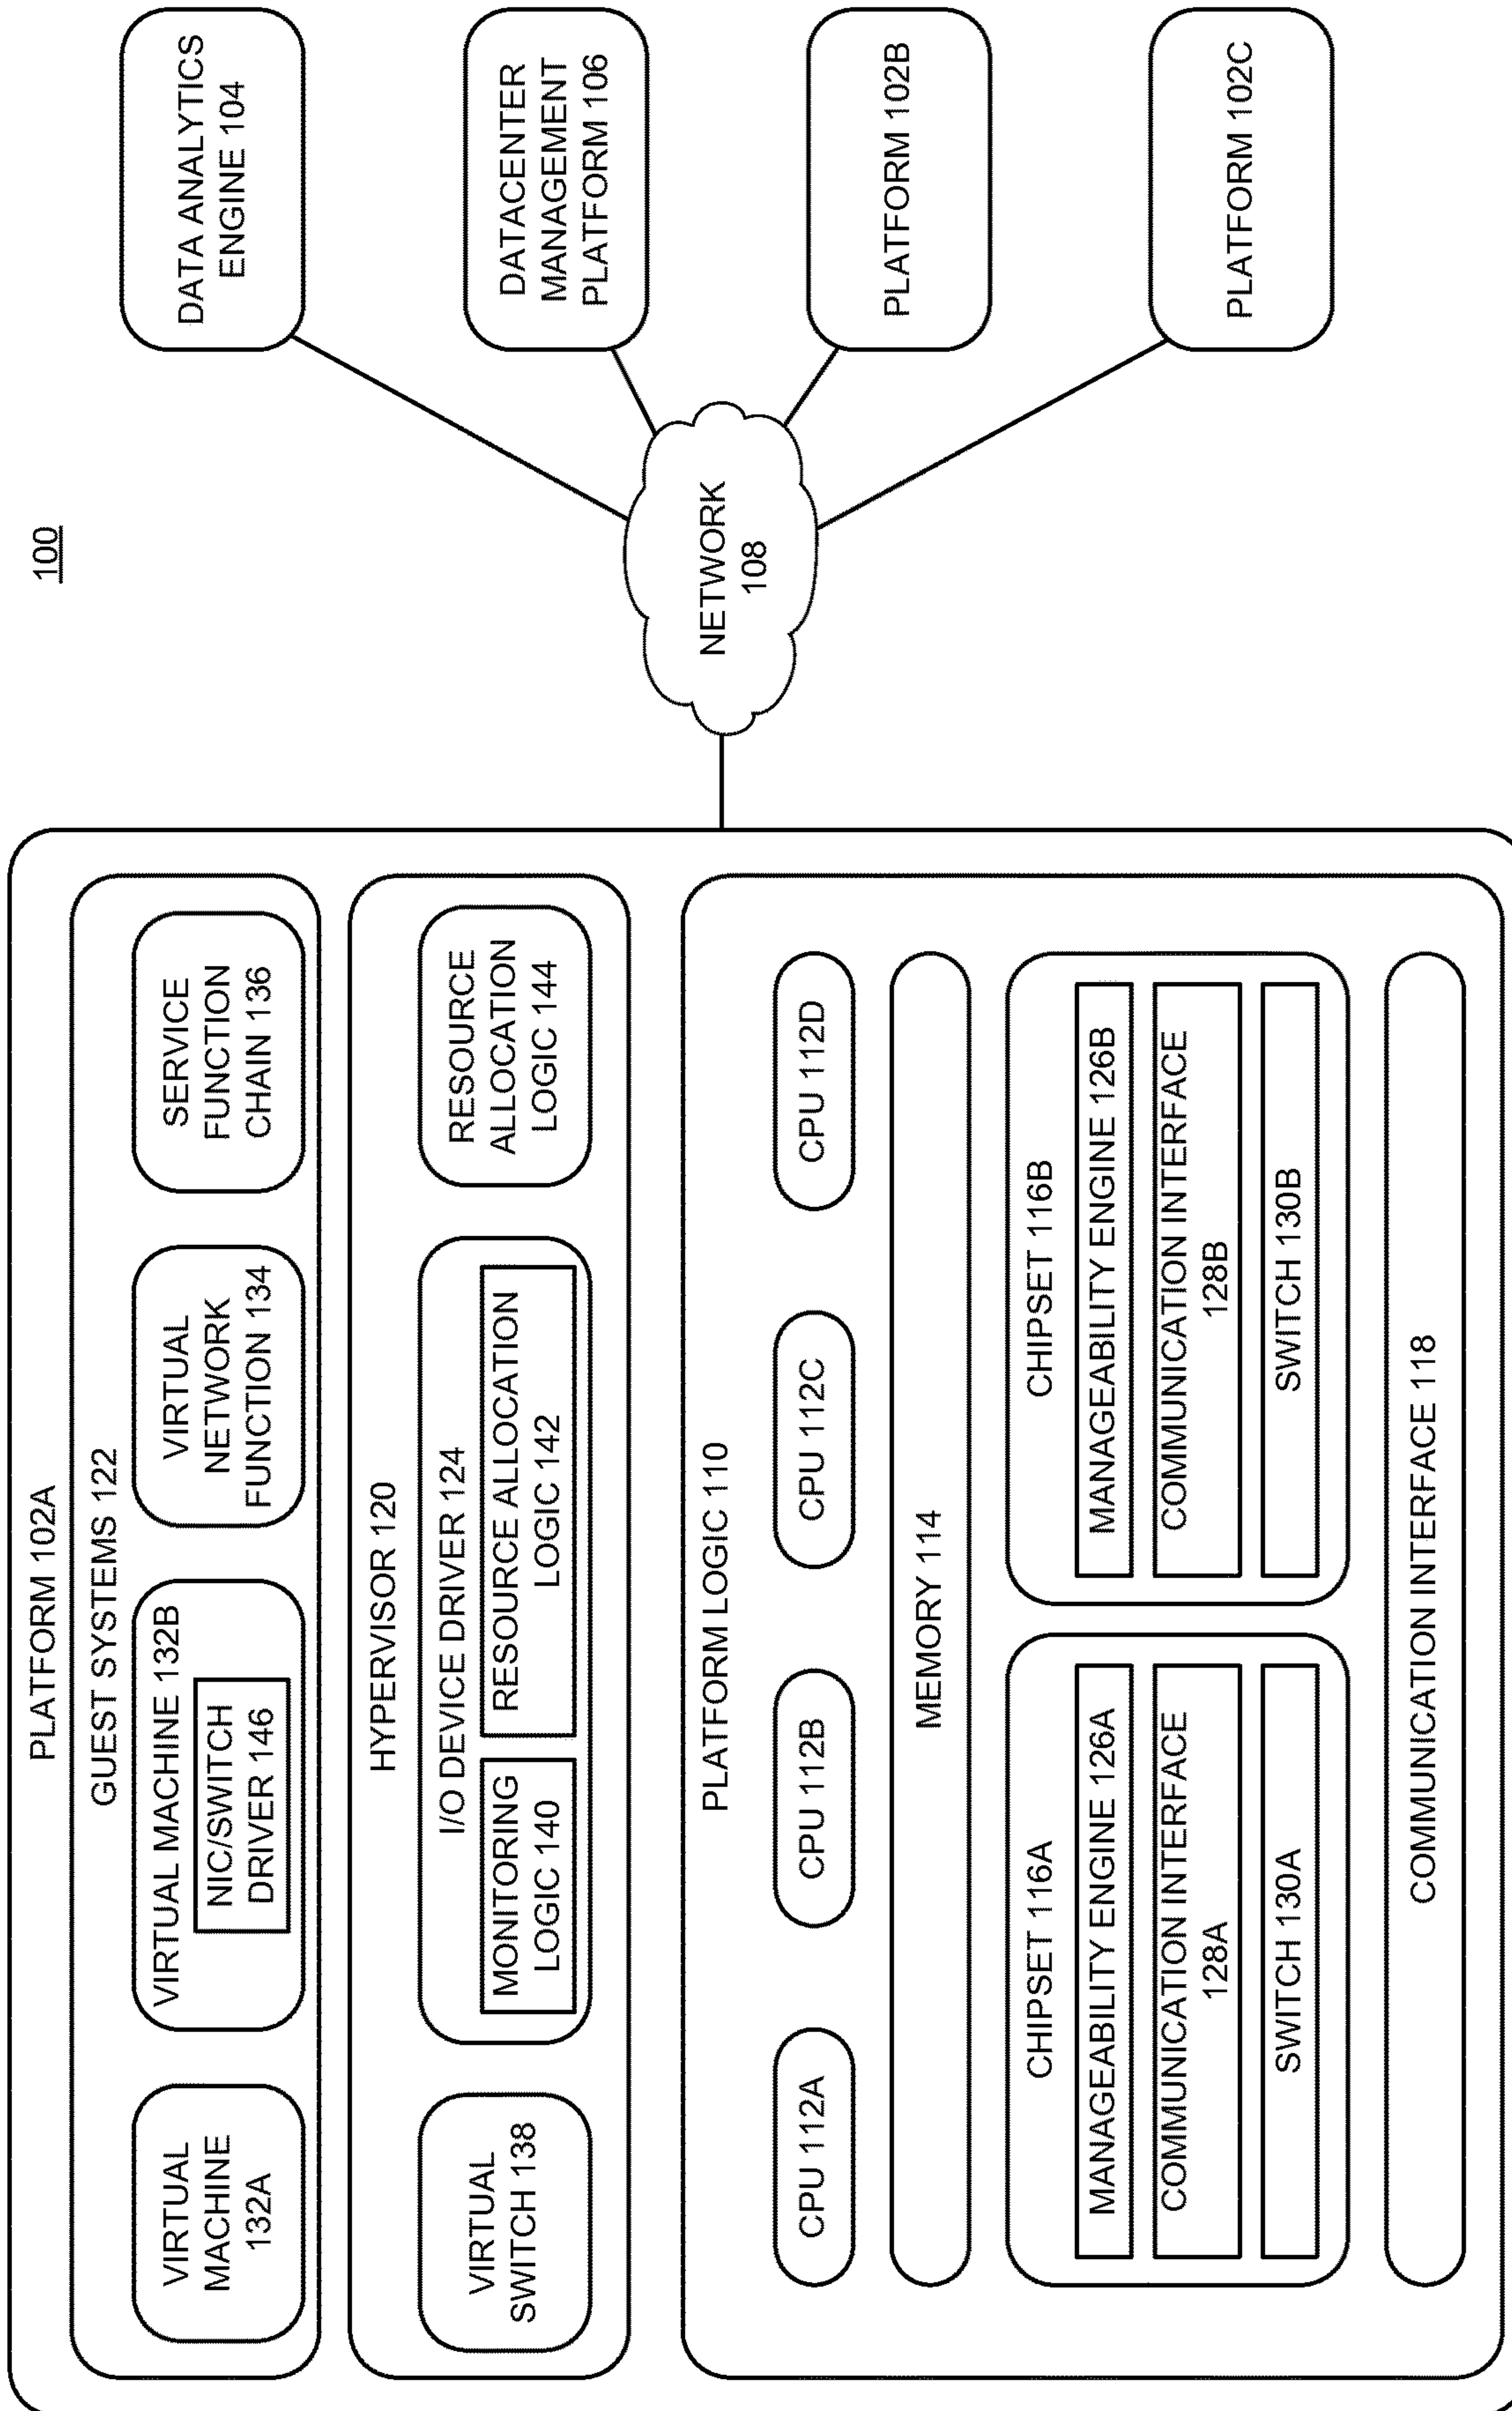 100
PLATFORM 102A
GUEST SYSTEMS 122
VIRTUAL
MACHINE
132A
VIRTUAL MACHINE 132B
NIC/SWITCH
DRIVER 146
VIRTUAL
NETWORK
FUNCTION 134
SERVICE
FUNCTION
CHAIN 136
HYPERVISOR 120
VIRTUAL
SWITCH 138
I/O DEVICE DRIVER 124
MONITORING
LOGIC 140
RESOURCE ALLOCATION
LOGIC 142
RESOURCE
ALLOCATION
LOGIC 144
PLATFORM LOGIC 110
CPU 112A
CPU 112B
CPU 112C
CPU 112D
MEMORY 114
CHIPSET 116A
MANAGEABILITY ENGINE 126A
COMMUNICATION INTERFACE
128A
SWITCH 130A
CHIPSET 116B
MANAGEABILITY ENGINE 126B
COMMUNICATION INTERFACE
128B
SWITCH 130B
COMMUNICATION INTERFACE 118
NETWORK
108
DATA ANALYTICS
ENGINE 104
DATACENTER
MANAGEMENT
PLATFORM 106
PLATFORM 102B
PLATFORM 102C